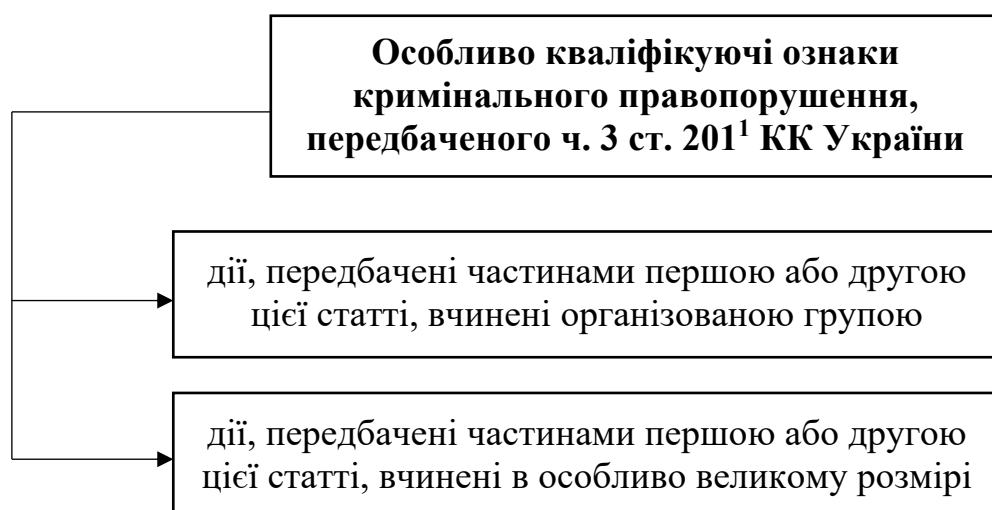 Особливо кваліфікуючі ознаки
кримінального правопорушення,
передбаченого ч. 3 ст. 201¹ КК України
дії, передбачені частинами першою або другою
цієї статті, вчинені організованою групою
дії, передбачені частинами першою або другою
цієї статті, вчинені в особливо великому розмірі